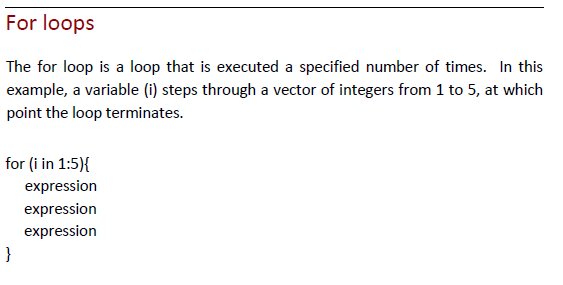 For loops
The for loop is a loop that is executed a specified number of times. In this
example, a variable (i) steps through a vector of integers from 1 to 5, at which
point the loop terminates.
for (i in 1:5){
expression
expression
expression
}